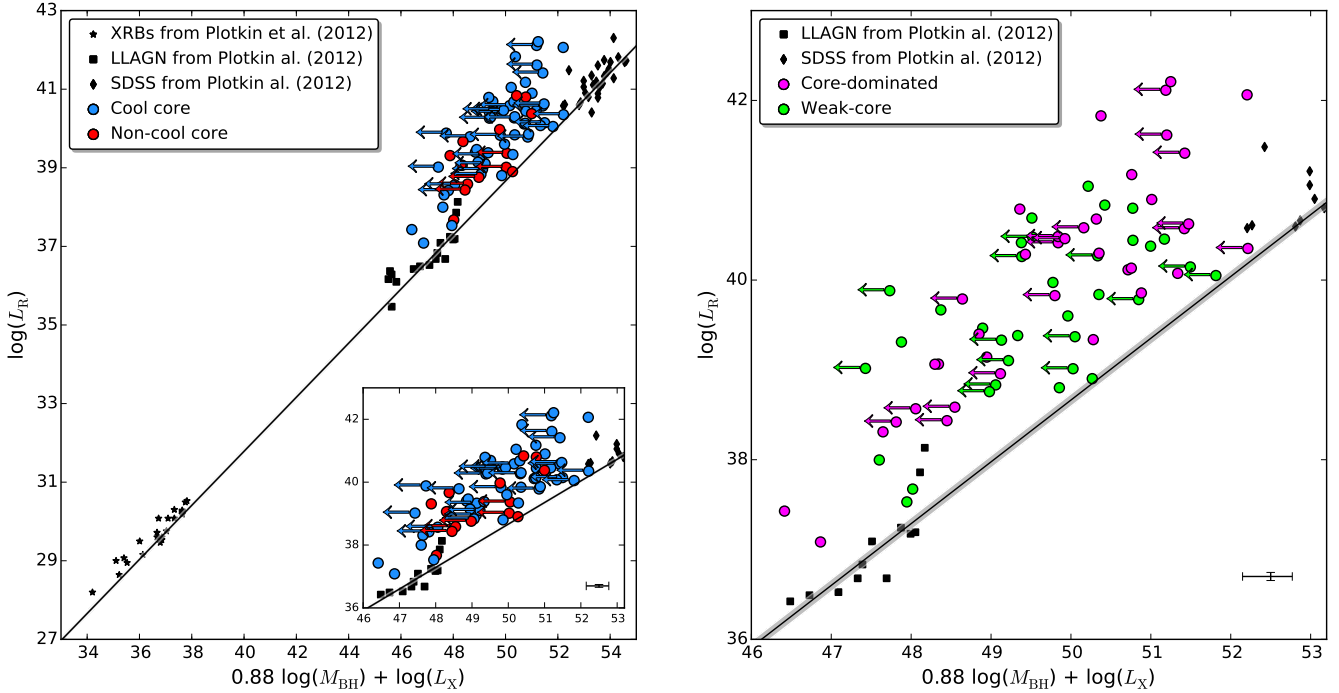 43
41
39
37
35
33
31
29
27
log(L_R)
XRBs from Plotkin et al. (2012)
LLAGN from Plotkin al. (2012)
SDSS from Plotkin al. (2012)
Cool core
Non-cool core
42
40
38
36
46 47 48 49 50 51 52 53
34 36 38 40 42 44 46 48 50 52 54
0.88 log(M_BH) + log(L_X)
42
40
38
36
log(L_R)
LLAGN from Plotkin al. (2012)
SDSS from Plotkin al. (2012)
Core-dominated
Weak-core
46 47 48 49 50 51 52 53
0.88 log(M_BH) + log(L_X)